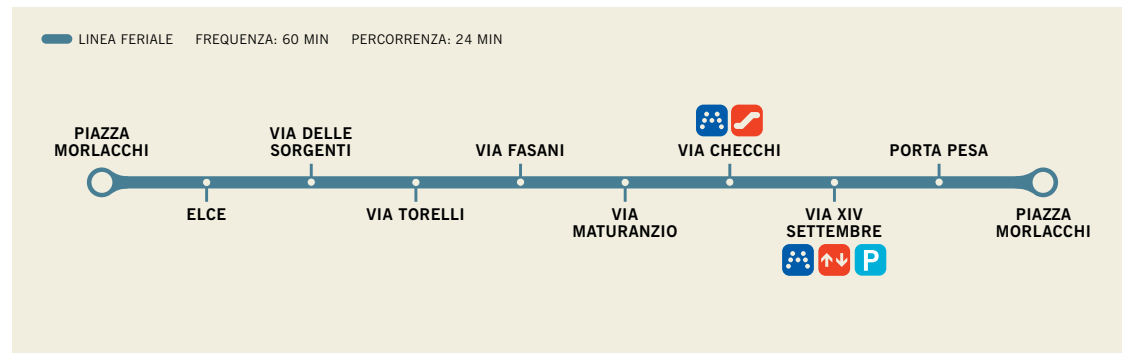 LINEA FERIALE FREQUENZA: 60 MIN PERCORRENZA: 24 MIN
PIAZZA
MORLACCHI
ELCE
VIA DELLE
SORGENTI
VIA TORELLI
VIA FASANI
VIA
MATURANZIO
VIA CHECCHI
VIA XIV
SETTEMBRE
P
PORTA PESA
PIAZZA
MORLACCHI